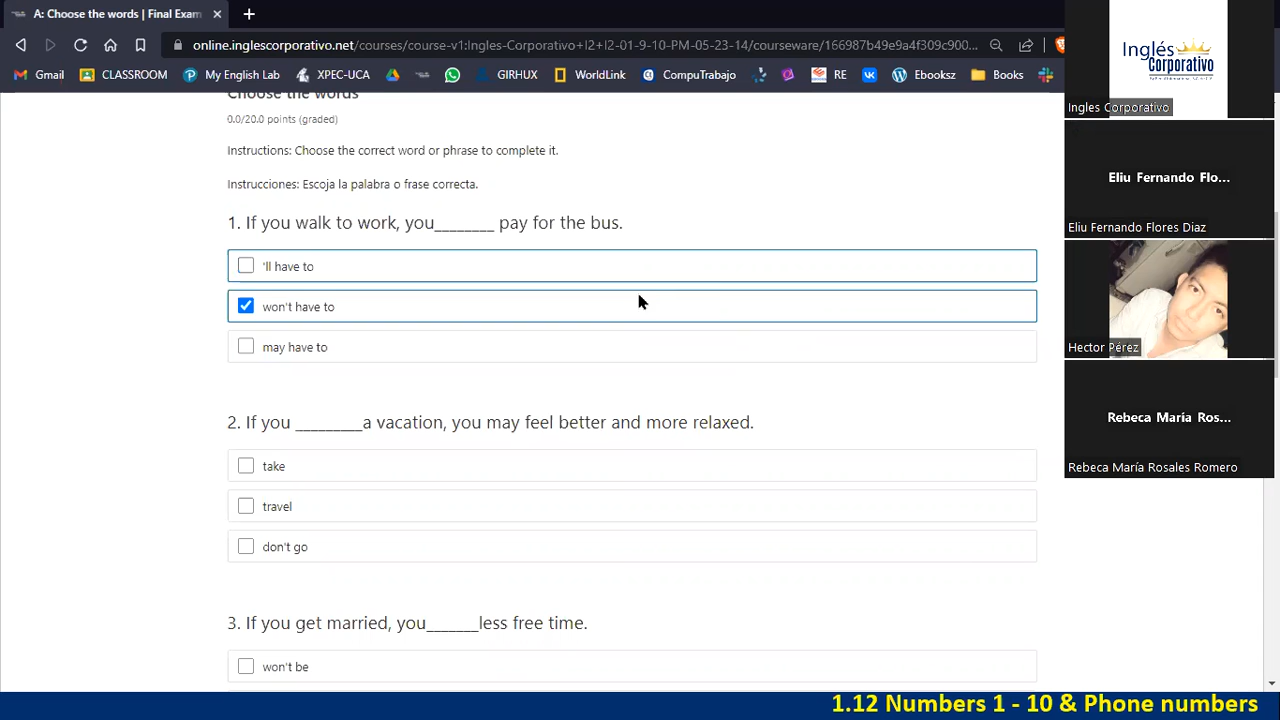 A: Choose the words | Final Exam
online.inglescorporativo.net/courses/course-v1:Ingles-Corporativo+I2+I2-01-9-10-PM-05-23-14/courseware/166987b49e9a4f309c900...
Gmail CLASSROOM My English Lab XPEC-UCA GIRHUX WorldLink CompuTrabajo RE WordPress Ebooksz Books
Choose the words
0.0/20.0 points (graded)
Instructions: Choose the correct word or phrase to complete it.
Instrucciones: Escoja la palabra o frase correcta.
1. If you walk to work, you________ pay for the bus.
'll have to
won't have to
may have to
2. If you _________a vacation, you may feel better and more relaxed.
take
travel
don't go
3. If you get married, you_______less free time.
won't be
Inglés
Corporativo
Ingles Corporativo
Eliu Fernando Flo...
Eliu Fernando Flores Diaz
Hector Pérez
Rebeca María Ros...
Rebeca María Rosales Romero
1.12 Numbers 1 - 10 & Phone numbers